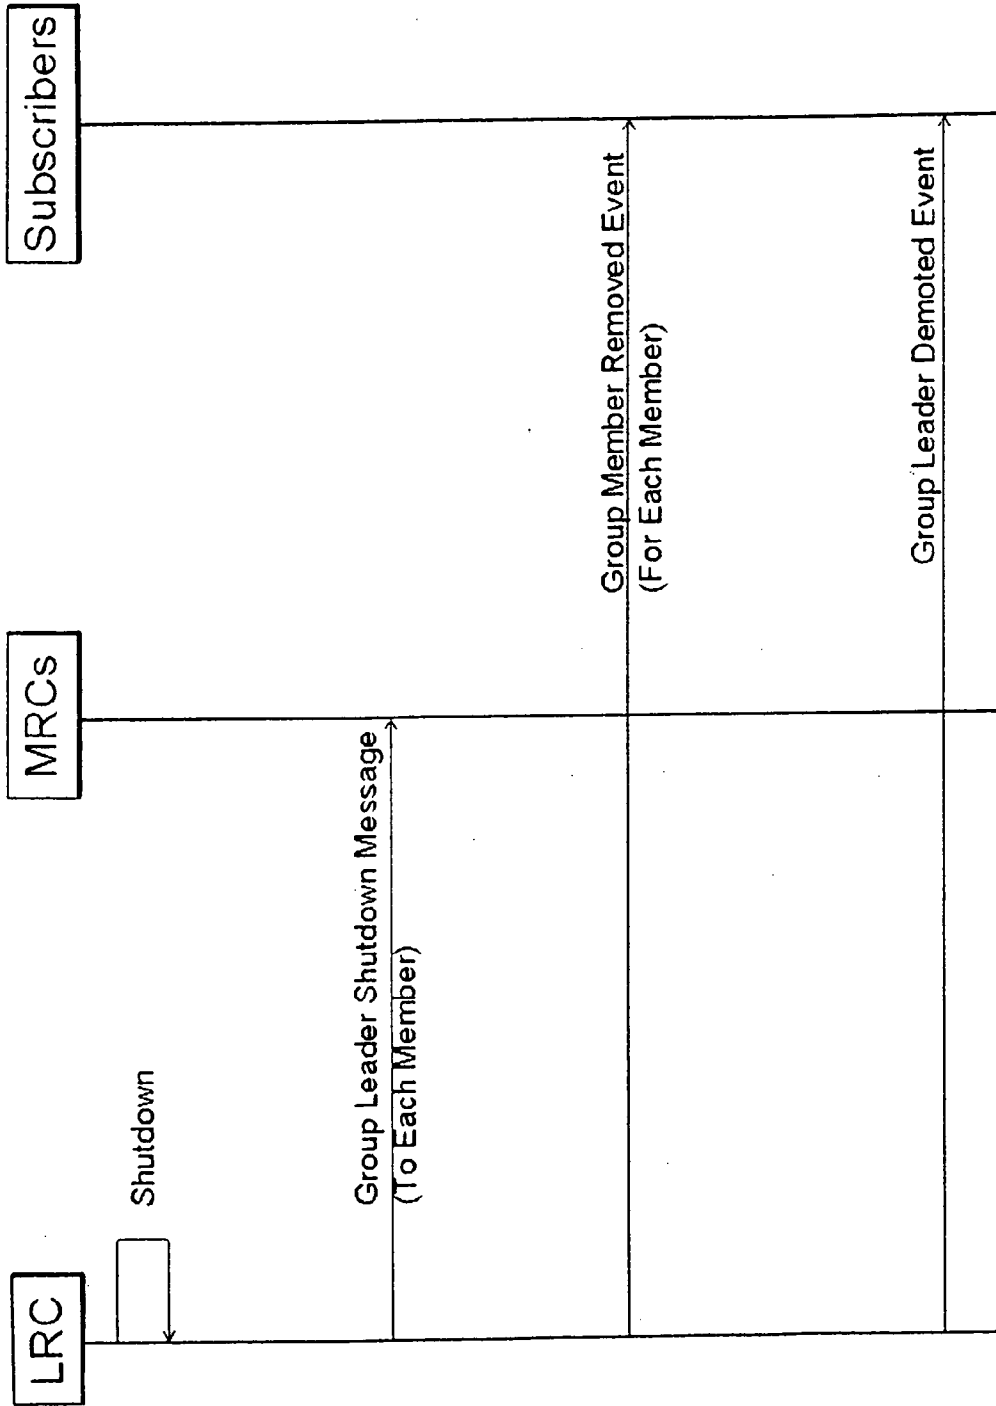 LRC
MRCs
Subscribers
Shutdown
Group Leader Shutdown Message
(To Each Member)
Group Member Removed Event
(For Each Member)
Group Leader Demoted Event